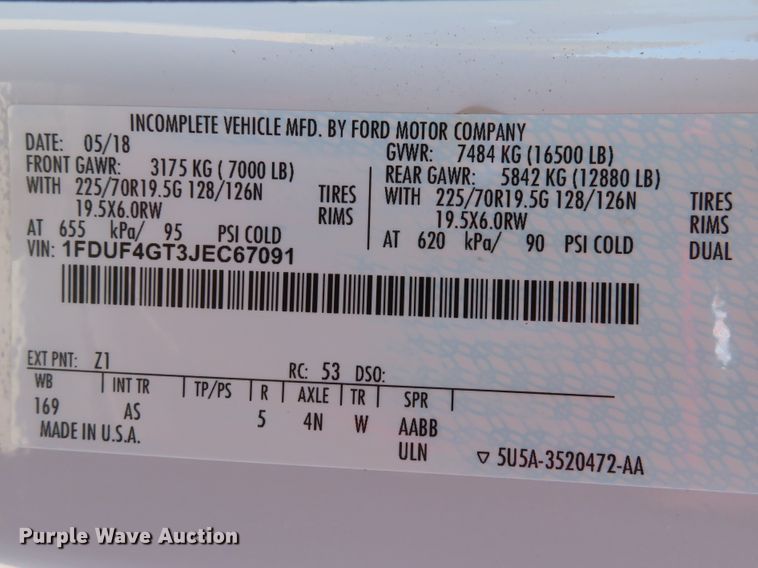 INCOMPLETE VEHICLE MFD. BY FORD MOTOR COMPANY
DATE: 05/18
GVWR: 7484 KG (16500 LB)
FRONT GAWR: 3175 KG ( 7000 LB)
REAR GAWR: 5842 KG (12880 LB)
WITH 225/70R19.5G 128/126N TIRES
WITH 225/70R19.5G 128/126N TIRES
19.5X6.0RW RIMS
19.5X6.0RW RIMS
AT 655 kPa/ 95 PSI COLD
AT 620 kPa/ 90 PSI COLD DUAL
VIN: 1FDUF4GT3JEC67091
EXT PNT: Z1 RC: 53 DSO:
WB INT TR TP/PS R AXLE TR SPR
169 AS 5 4N W AABB
MADE IN U.S.A. ULN 5U5A-3520472-AA
Purple Wave Auction